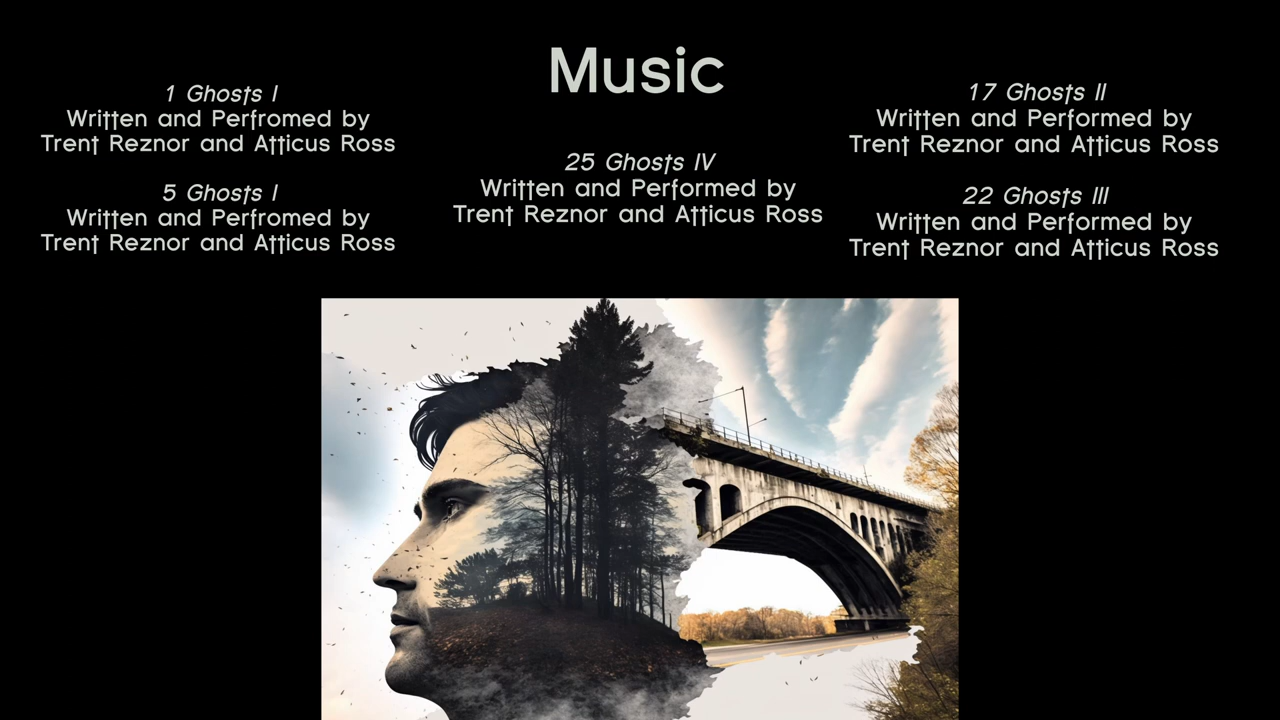 Music
1 Ghosts I
Written and Perfromed by
Trent Reznor and Atticus Ross
5 Ghosts I
Written and Perfromed by
Trent Reznor and Atticus Ross
25 Ghosts IV
Written and Performed by
Trent Reznor and Atticus Ross
17 Ghosts II
Written and Performed by
Trent Reznor and Atticus Ross
22 Ghosts III
Written and Performed by
Trent Reznor and Atticus Ross